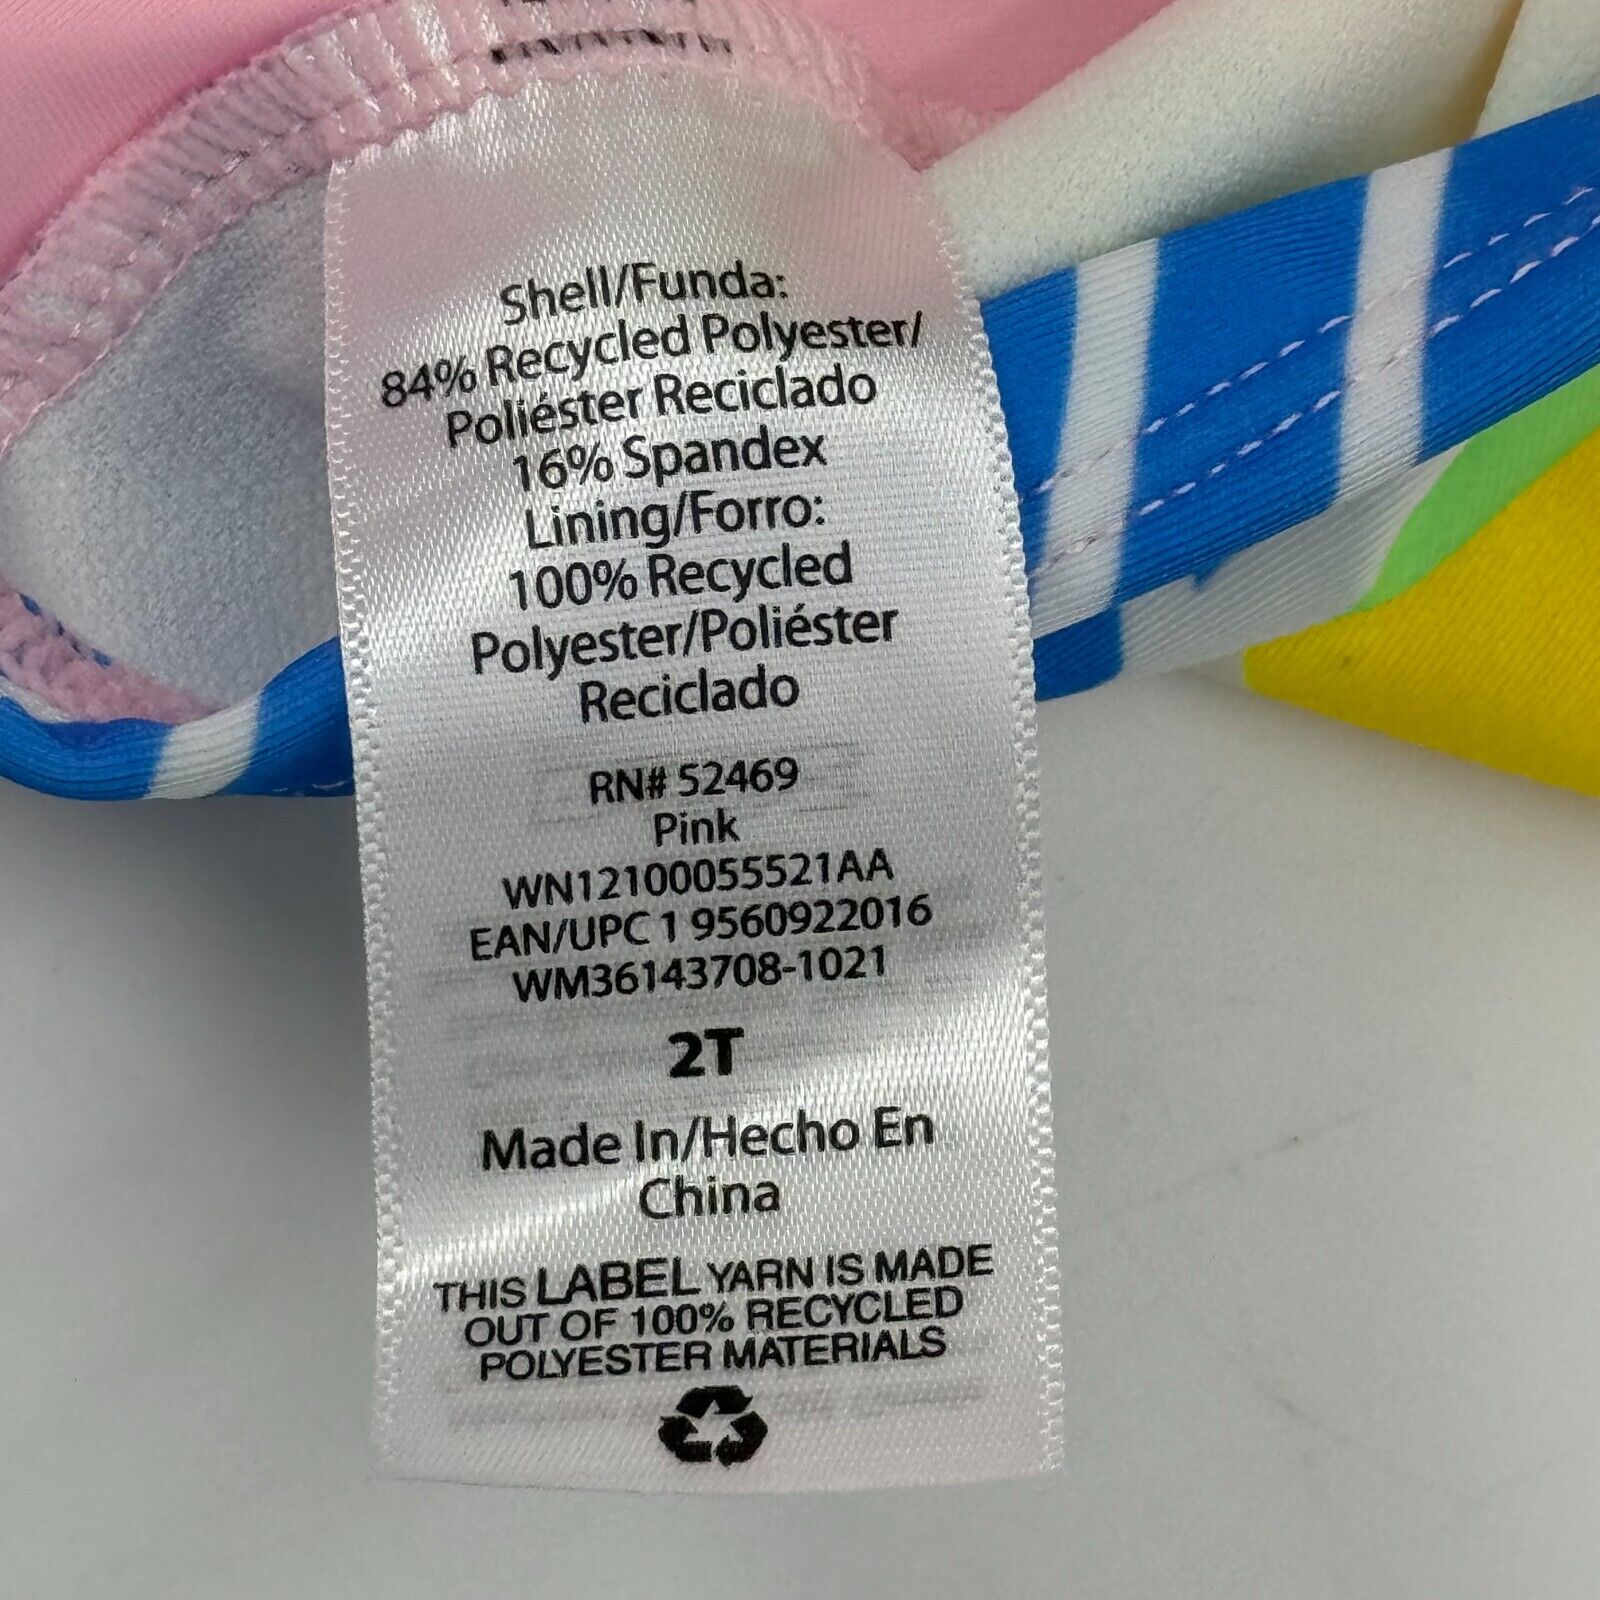 Shell/Funda:
84% Recycled Polyester/
Poliéster Reciclado
16% Spandex
Lining/Forro:
100% Recycled
Polyester/Poliéster
Reciclado
RN# 52469
Pink
WN12100055521AA
EAN/UPC 1 9560922016
WM36143708-1021
2T
Made In/Hecho En
China
THIS LABEL YARN IS MADE
OUT OF 100% RECYCLED
POLYESTER MATERIALS